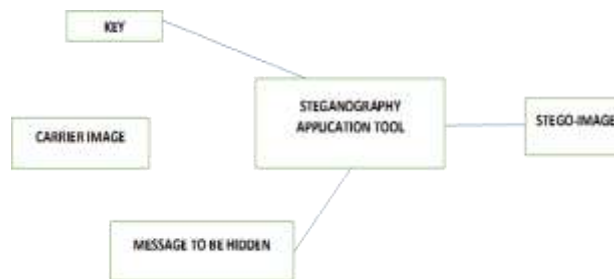 KEY
STEGANOGRAPHY
APPLICATION TOOL
STEGO-IMAGE
CARRIER IMAGE
MESSAGE TO BE HIDDEN